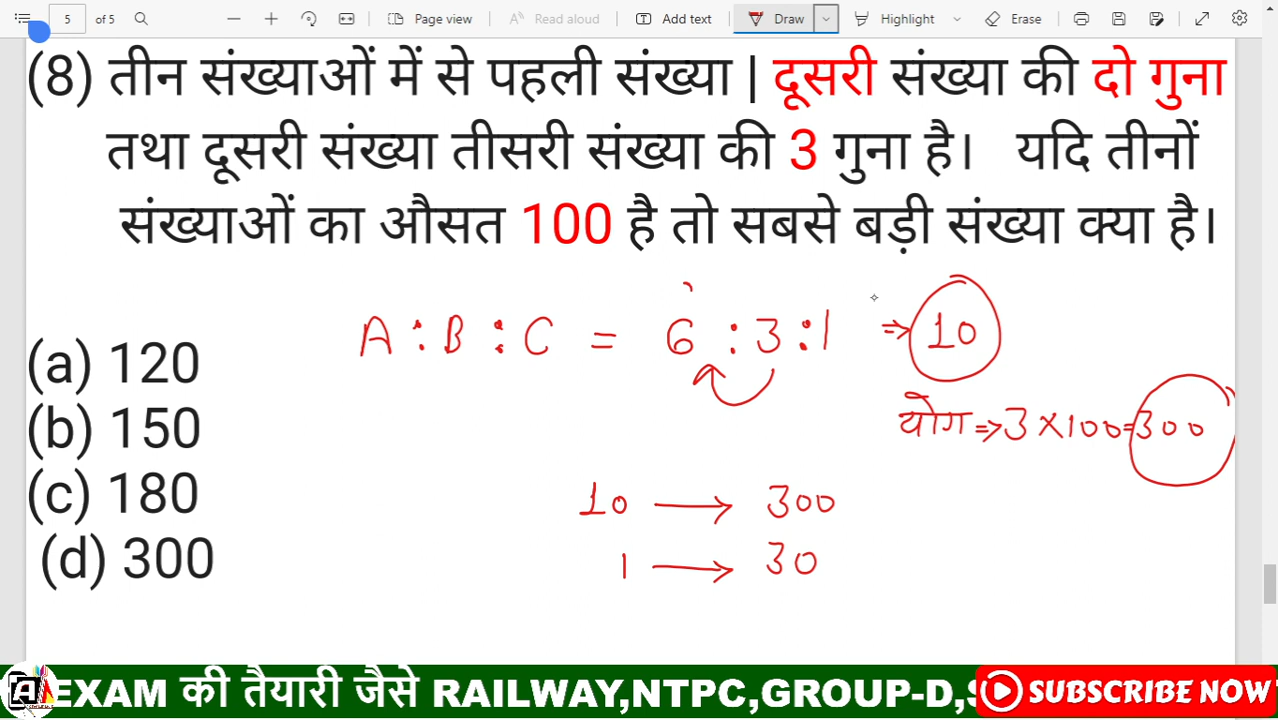 5 of 5 Page view Read aloud Add text Draw Highlight Erase
(8) तीन संख्याओं में से पहली संख्या | दूसरी संख्या की दो गुना
तथा दूसरी संख्या तीसरी संख्या की 3 गुना है। यदि तीनों
संख्याओं का औसत 100 है तो सबसे बड़ी संख्या क्या है।
A : B : C = 6 : 3 : 1 ⇒ 10
(a) 120
योग ⇒ 3 × 100 = 300
(b) 150
(c) 180
10 → 300
(d) 300
1 → 30
EXAM की तैयारी जैसे RAILWAY,NTPC,GROUP-D,S SUBSCRIBE NOW